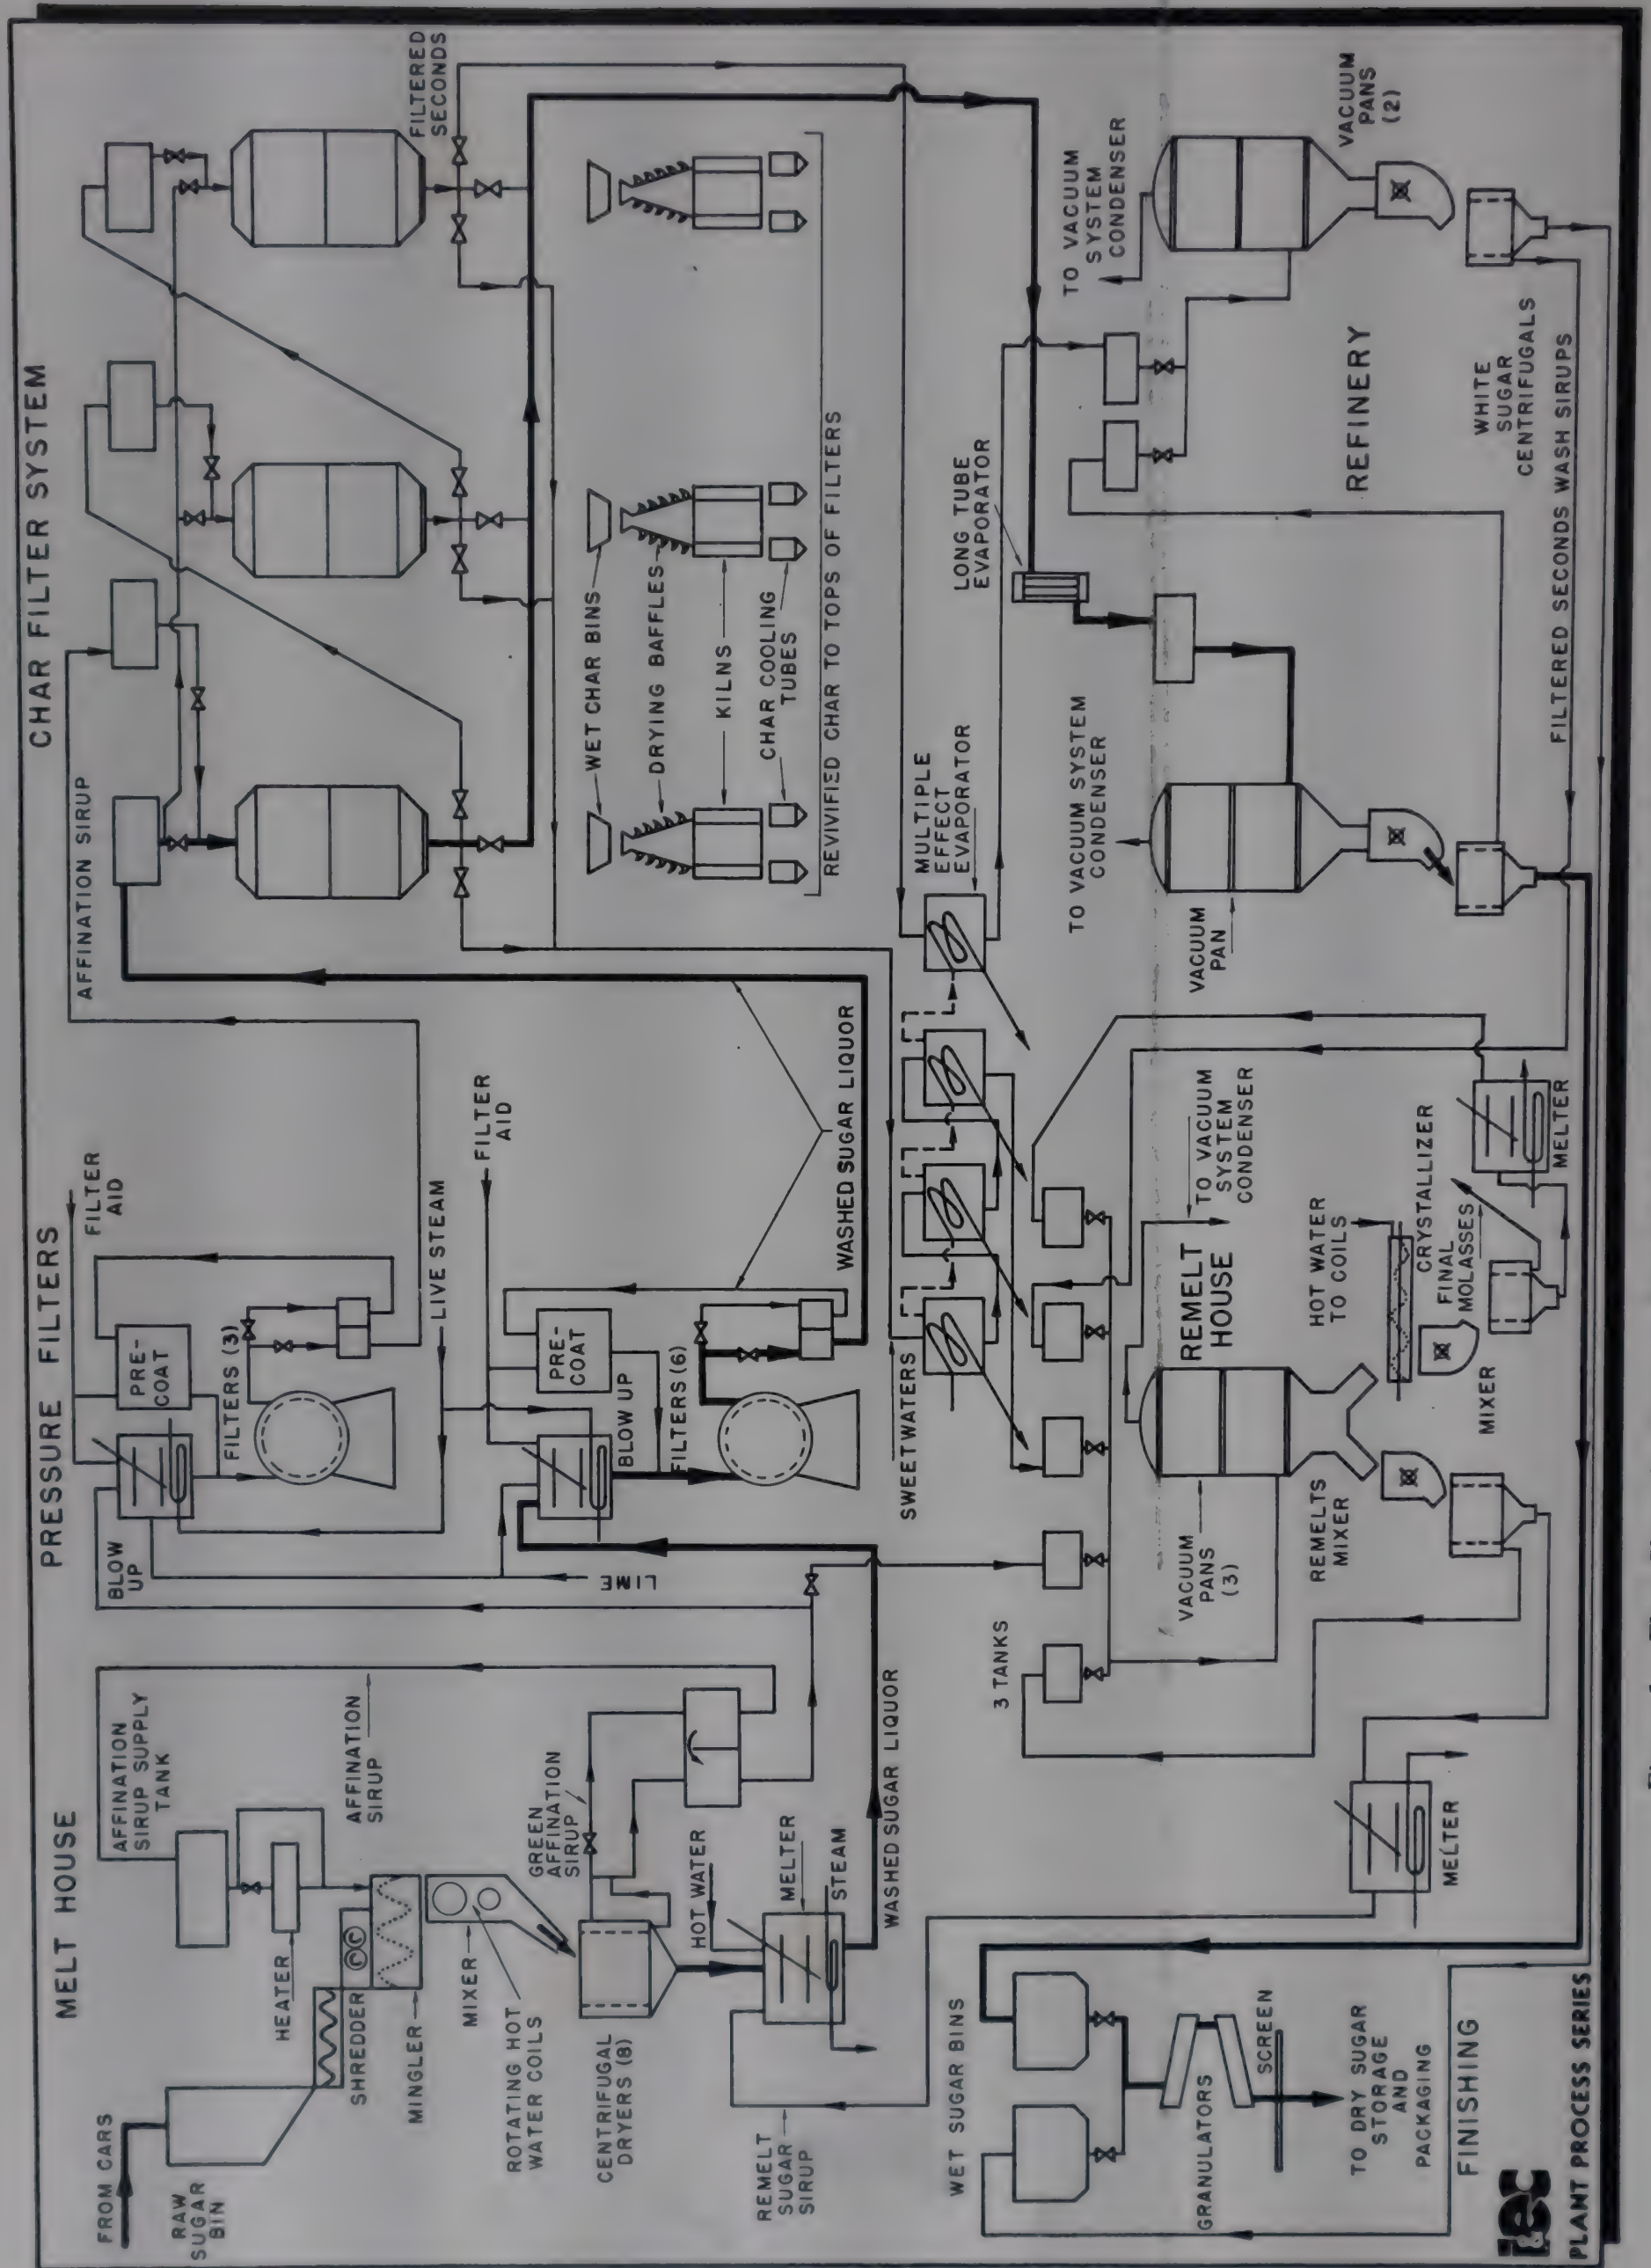 MELT HOUSE
PRESSURE FILTERS
CHAR FILTER SYSTEM
FROM CARS
RAW
SUGAR
BIN
AFFINATION
SIRUP SUPPLY
TANK
HEATER
SHREDDER
MINGLER
AFFINATION
SIRUP
MIXER
ROTATING HOT
WATER COILS
CENTRIFUGAL
DRYERS (8)
GREEN
AFFINATION
SIRUP
HOT WATER
MELTER
STEAM
REMELT
SUGAR
SIRUP
WASHED SUGAR LIQUOR
BLOW
UP
PRE-
COAT
FILTER
AID
FILTERS (3)
LIVE STEAM
LIME
FILTER
AID
PRE-
COAT
BLOW UP
FILTERS (6)
WASHED SUGAR LIQUOR
AFFINATION SIRUP
FILTERED
SECONDS
WET CHAR BINS
DRYING BAFFLES
KILNS
CHAR COOLING
TUBES
REVIVIFIED CHAR TO TOPS OF FILTERS
SWEETWATERS
MULTIPLE
EFFECT
EVAPORATOR
LONG TUBE
EVAPORATOR
TO VACUUM
SYSTEM
CONDENSER
VACUUM
PANS
(2)
TO VACUUM SYSTEM
CONDENSER
VACUUM
PAN
REFINERY
WHITE
SUGAR
CENTRIFUGALS
FILTERED SECONDS WASH SIRUPS
3 TANKS
VACUUM
PANS
(3)
REMELT
HOUSE
TO VACUUM
SYSTEM
CONDENSER
REMELTS
MIXER
HOT WATER
TO COILS
CRYSTALLIZER
FINAL
MOLASSES
MIXER
MELTER
MELTER
WET SUGAR BINS
GRANULATORS
SCREEN
TO DRY SUGAR
STORAGE
AND
PACKAGING
FINISHING
i&ec
PLANT PROCESS SERIES